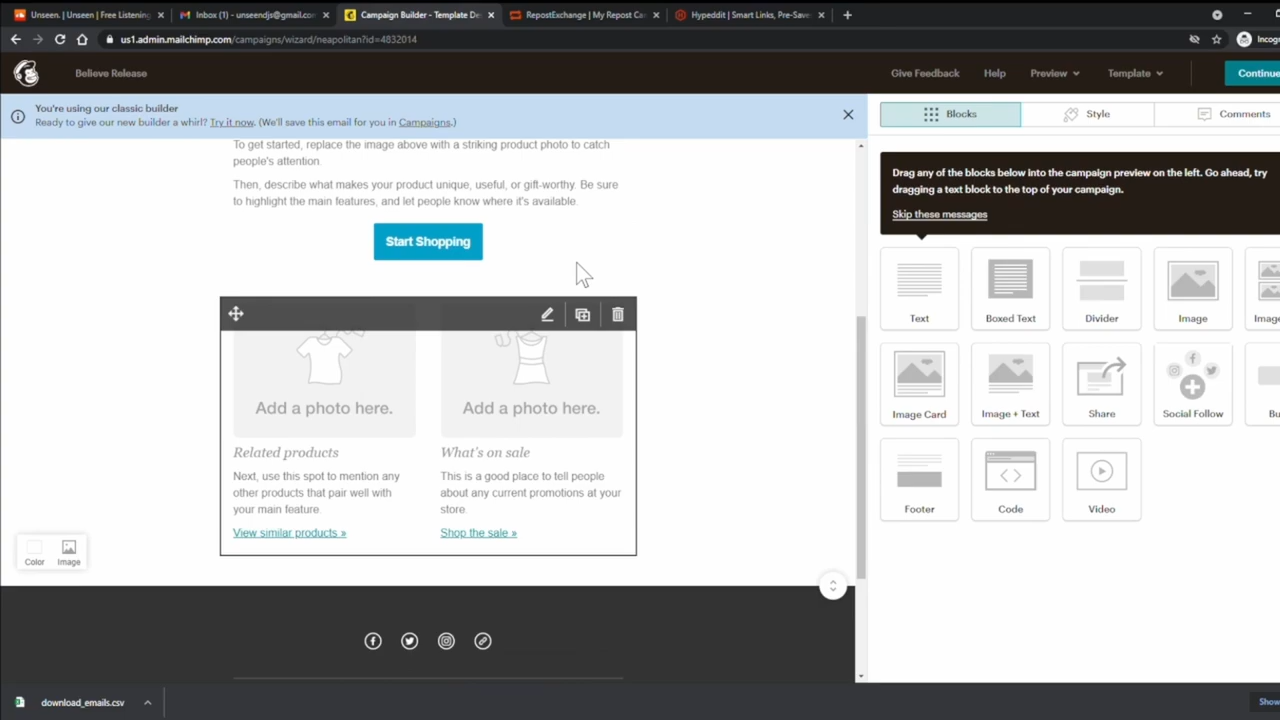 Unseen. | Unseen | Free Listening
Inbox (1) - unseendjs@gmail.com
Campaign Builder - Template De
RepostExchange | My Repost Ca
Hypeddit | Smart Links, Pre-Save
us1.admin.mailchimp.com/campaigns/wizard/neapolitan?id=4832014
Incog
Believe Release
Give Feedback
Help
Preview
Template
Continue
You're using our classic builder
Ready to give our new builder a whirl? Try it now. (We'll save this email for you in Campaigns.)
Blocks
Style
Comments
To get started, replace the image above with a striking product photo to catch
people's attention.
Then, describe what makes your product unique, useful, or gift-worthy. Be sure
to highlight the main features, and let people know where it's available.
Start Shopping
Drag any of the blocks below into the campaign preview on the left. Go ahead, try
dragging a text block to the top of your campaign.
Skip these messages
Text
Boxed Text
Divider
Image
Image
Image Card
Image + Text
Share
Social Follow
Bu
Footer
Code
Video
Add a photo here.
Add a photo here.
Related products
What's on sale
Next, use this spot to mention any
other products that pair well with
your main feature.
This is a good place to tell people
about any current promotions at your
store.
View similar products »
Shop the sale »
Color
Image
download_emails.csv
Show